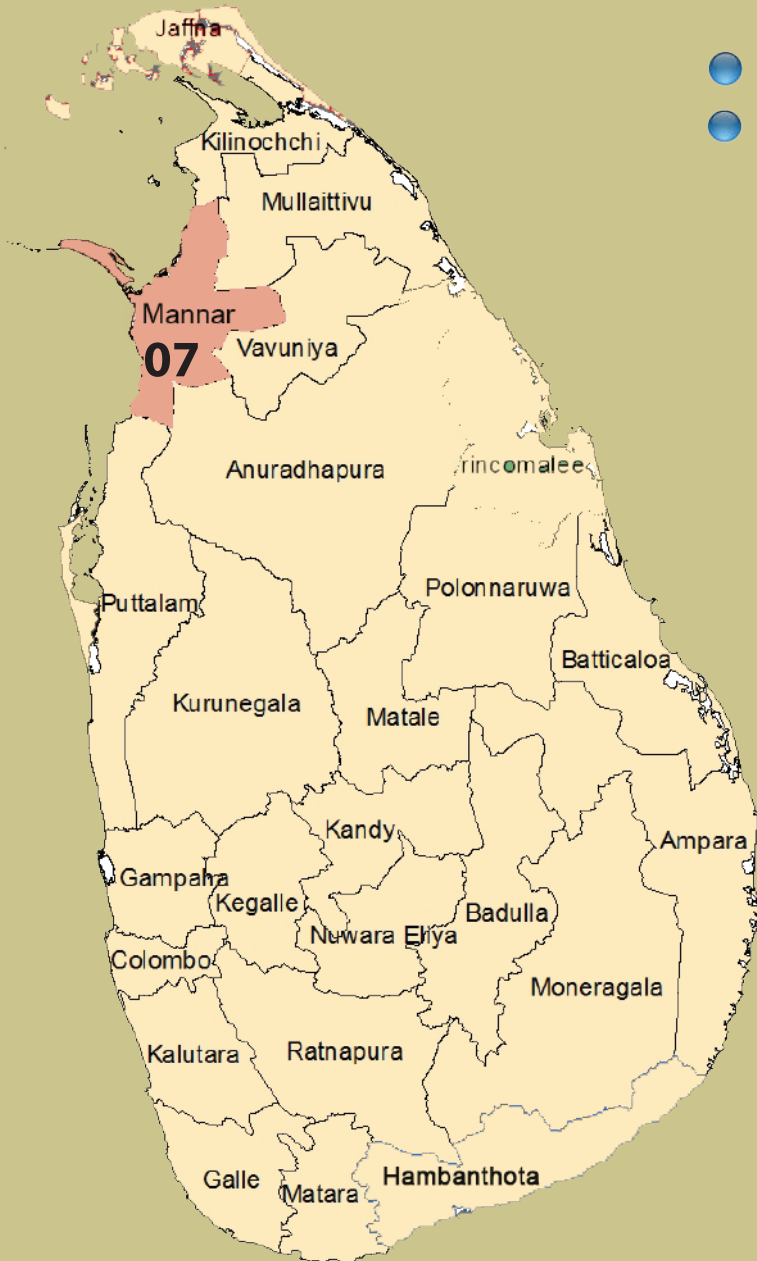 Jaffna
Kilinochchi
Mullaittivu
Mannar
07
Vavuniya
Anuradhapura
rincomalee
Polonnaruwa
Puttalam
Batticaloa
Kurunegala
Matale
Kandy
Ampara
Gampaha
Kegalle
Badulla
Nuwara Eliya
Colombo
Moneragala
Kalutara
Ratnapura
Galle
Matara
Hambanthota